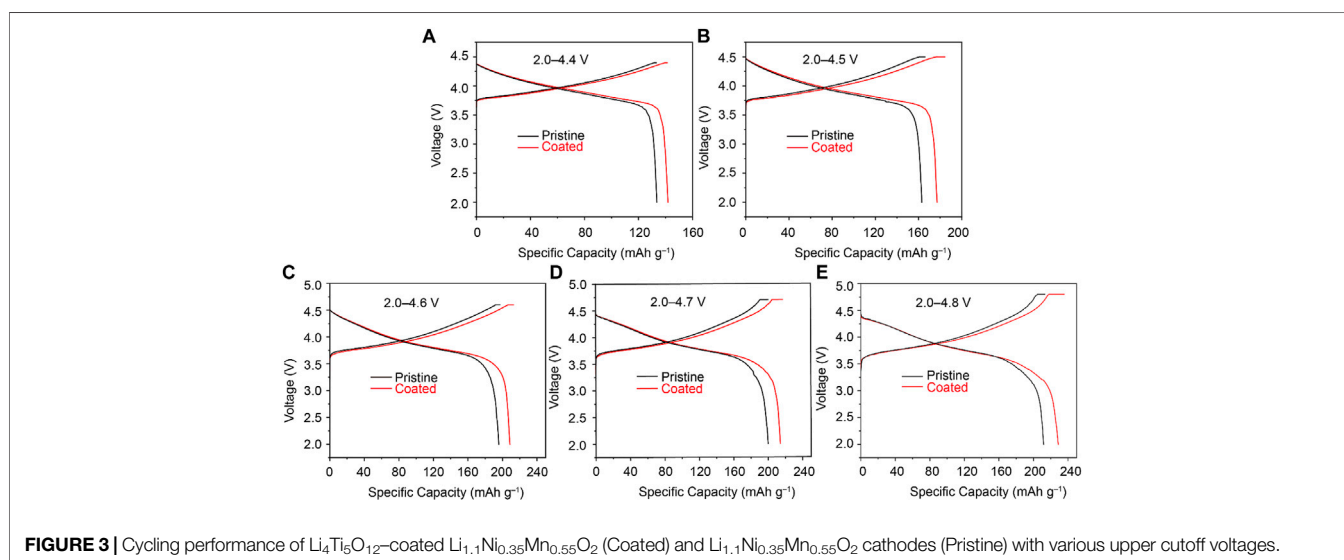 A
2.0–4.4 V
Pristine
Coated
Voltage (V)
4.5
4.0
3.5
3.0
2.5
2.0
0 40 80 120 160
Specific Capacity (mAh g⁻¹)
B
2.0–4.5 V
Pristine
Coated
Voltage (V)
4.5
4.0
3.5
3.0
2.5
2.0
0 40 80 120 160 200
Specific Capacity (mAh g⁻¹)
C
2.0–4.6 V
Pristine
Coated
Voltage (V)
5.0
4.5
4.0
3.5
3.0
2.5
2.0
0 40 80 120 160 200 240
Specific Capacity (mAh g⁻¹)
D
2.0–4.7 V
Pristine
Coated
Voltage (V)
5.0
4.5
4.0
3.5
3.0
2.5
2.0
0 40 80 120 160 200 240
Specific Capacity (mAh g⁻¹)
E
2.0–4.8 V
Pristine
Coated
Voltage (V)
5.0
4.5
4.0
3.5
3.0
2.5
2.0
0 40 80 120 160 200 240
Specific Capacity (mAh g⁻¹)
FIGURE 3 | Cycling performance of Li₄Ti₅O₁₂–coated Li₁.₁Ni₀.₃₅Mn₀.₅₅O₂ (Coated) and Li₁.₁Ni₀.₃₅Mn₀.₅₅O₂ cathodes (Pristine) with various upper cutoff voltages.